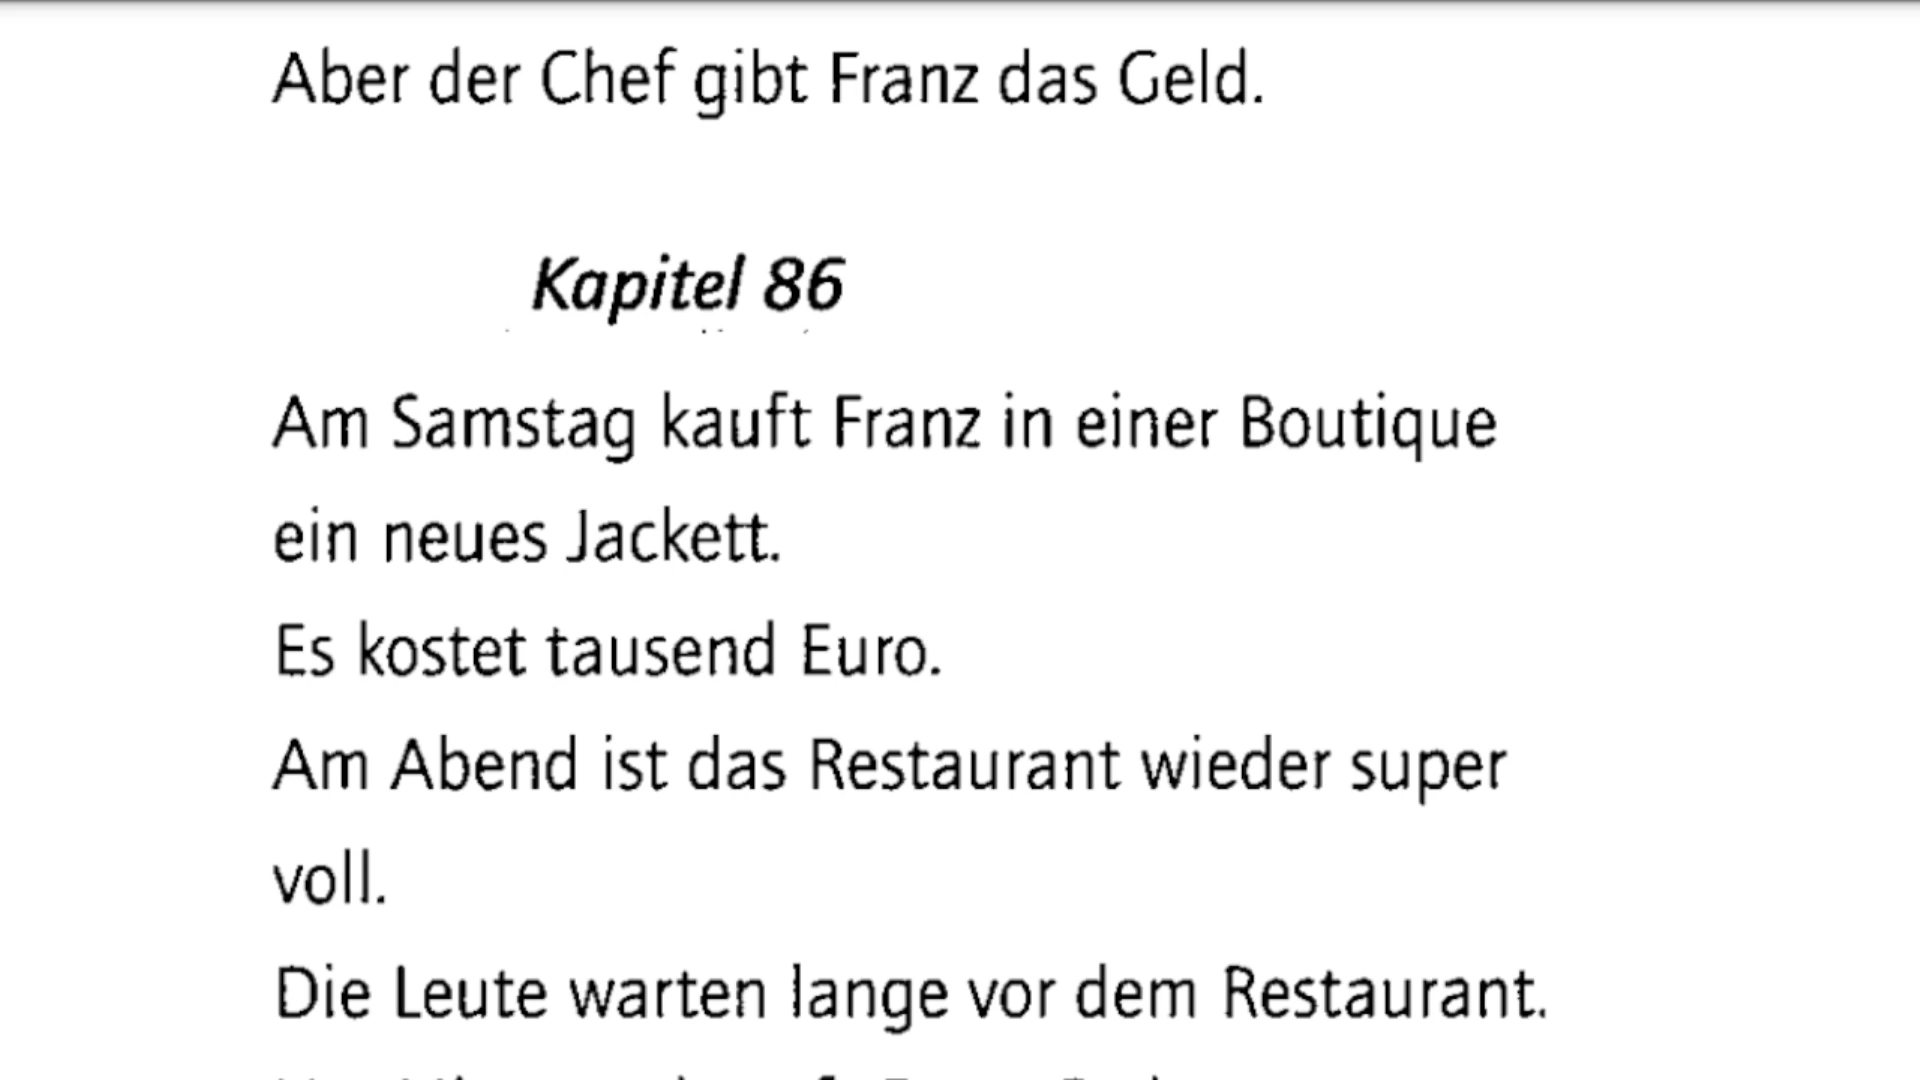 Aber der Chef gibt Franz das Geld.
Kapitel 86
Am Samstag kauft Franz in einer Boutique
ein neues Jackett.
Es kostet tausend Euro.
Am Abend ist das Restaurant wieder super
voll.
Die Leute warten lange vor dem Restaurant.